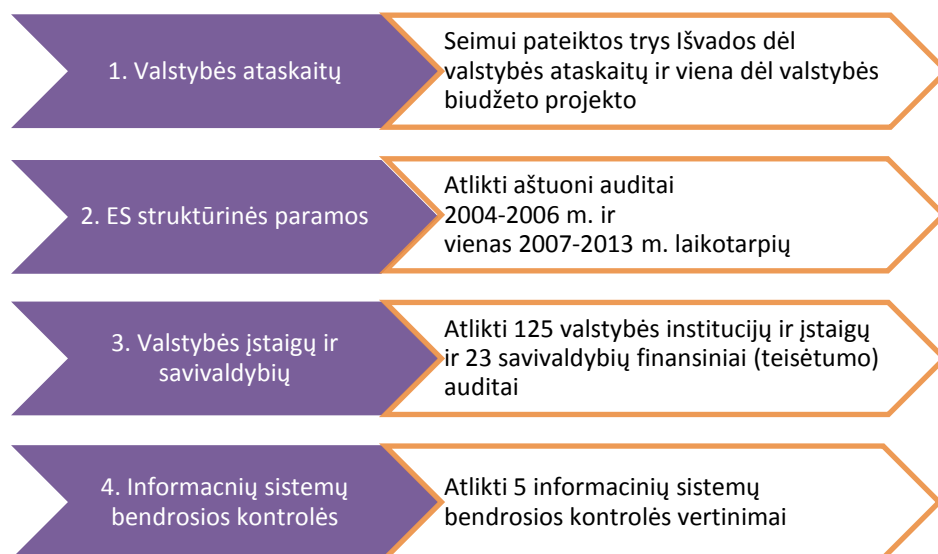 1. Valstybės ataskaitų
Seimui pateiktos trys Išvados dėl
valstybės ataskaitų ir viena dėl valstybės
biudžeto projekto
2. ES struktūrinės paramos
Atlikti aštuoni auditai
2004-2006 m. ir
vienas 2007-2013 m. laikotarpių
3. Valstybės įstaigų ir
savivaldybių
Atlikti 125 valstybės institucijų ir įstaigų
ir 23 savivaldybių finansiniai (teisėtumo)
auditai
4. Informacnių sistemų
bendrosios kontrolės
Atlikti 5 informacinių sistemų
bendrosios kontrolės vertinimai